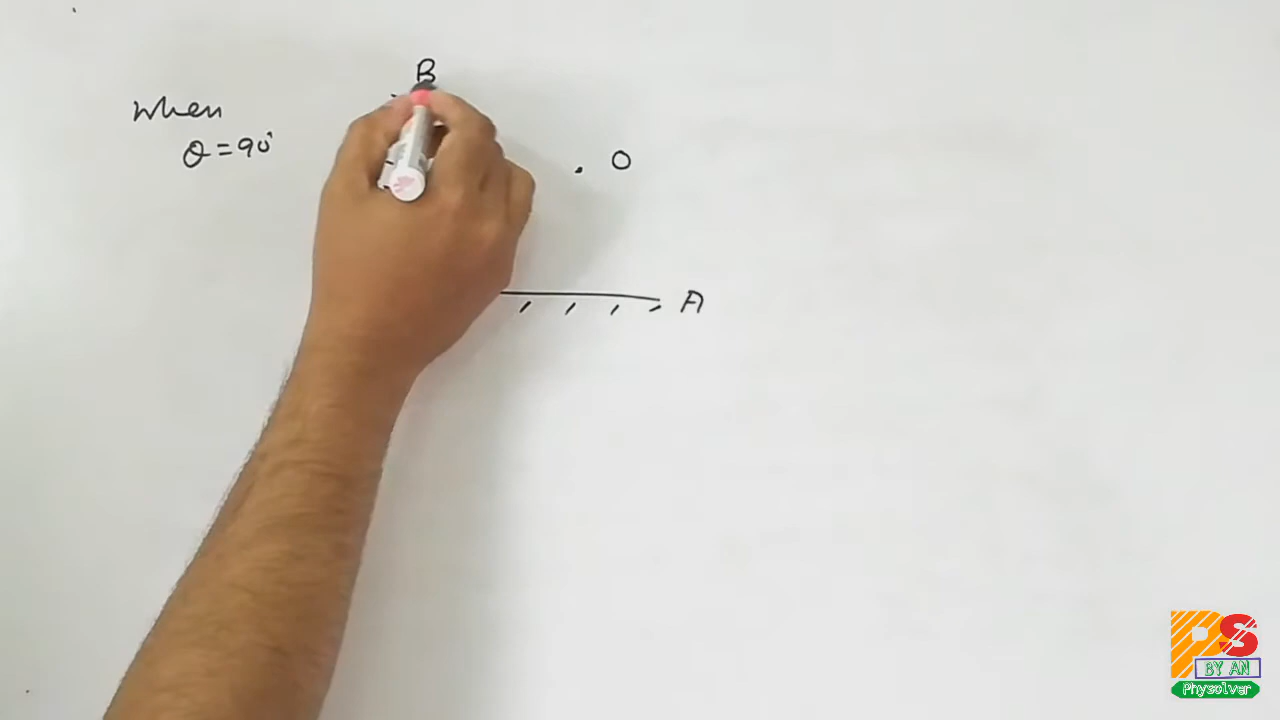 When
θ = 90°
B
O
A
PS
BY AN
Physolver